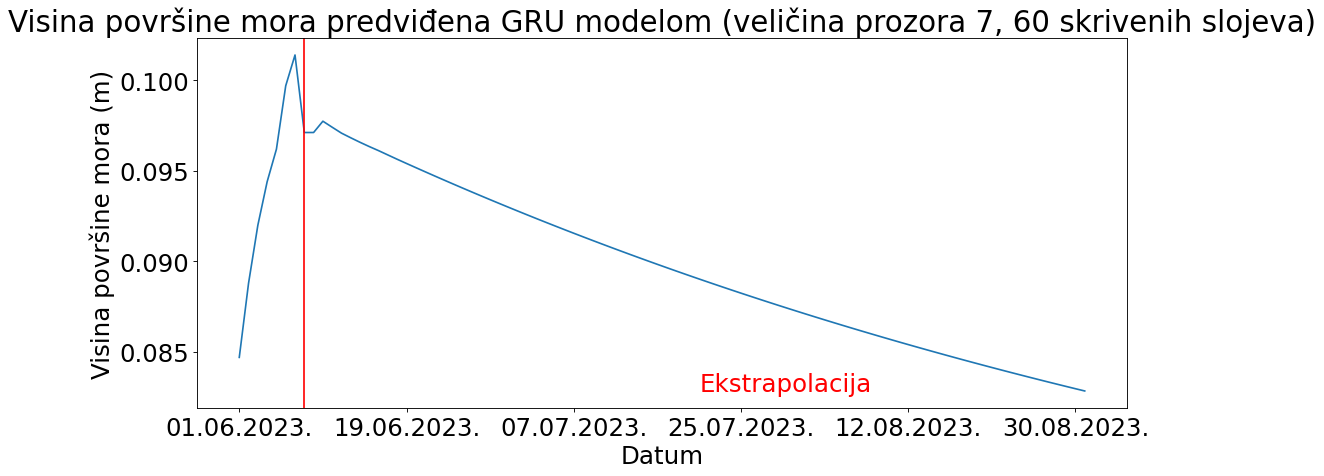 Visina površine mora predviđena GRU modelom (veličina prozora 7, 60 skrivenih slojeva)
Visina površine mora (m)
0.100
0.095
0.090
0.085
Ekstrapolacija
01.06.2023. 19.06.2023. 07.07.2023. 25.07.2023. 12.08.2023. 30.08.2023.
Datum